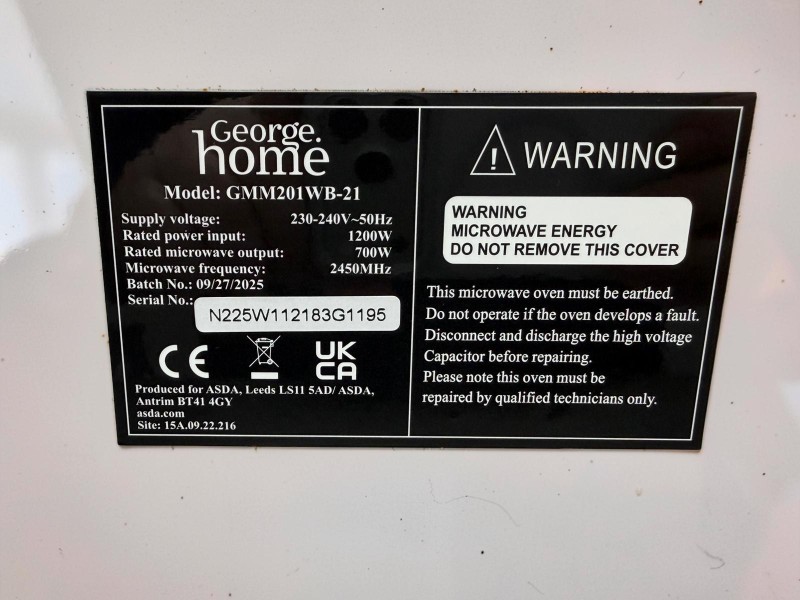 George.
home
Model: GMM201WB-21
Supply voltage: 230-240V~50Hz
Rated power input: 1200W
Rated microwave output: 700W
Microwave frequency: 2450MHz
Batch No.: 09/27/2025
Serial No.:
N225W112183G1195
CE
UK
CA
Produced for ASDA, Leeds LS11 5AD/ ASDA,
Antrim BT41 4GY
asda.com
Site: 15A.09.22.216
! WARNING
WARNING
MICROWAVE ENERGY
DO NOT REMOVE THIS COVER
This microwave oven must be earthed.
Do not operate if the oven develops a fault.
Disconnect and discharge the high voltage
Capacitor before repairing.
Please note this oven must be
repaired by qualified technicians only.